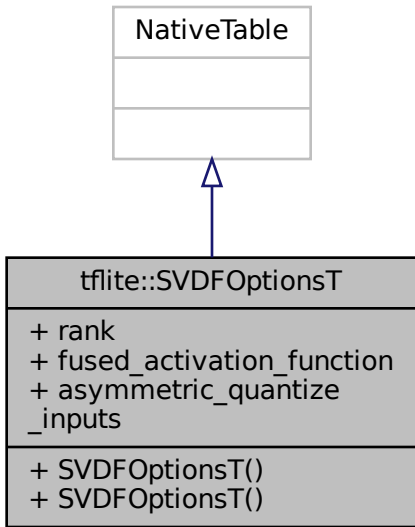 NativeTable
tflite::SVDFOptionsT
+ rank
+ fused_activation_function
+ asymmetric_quantize
_inputs
+ SVDFOptionsT()
+ SVDFOptionsT()